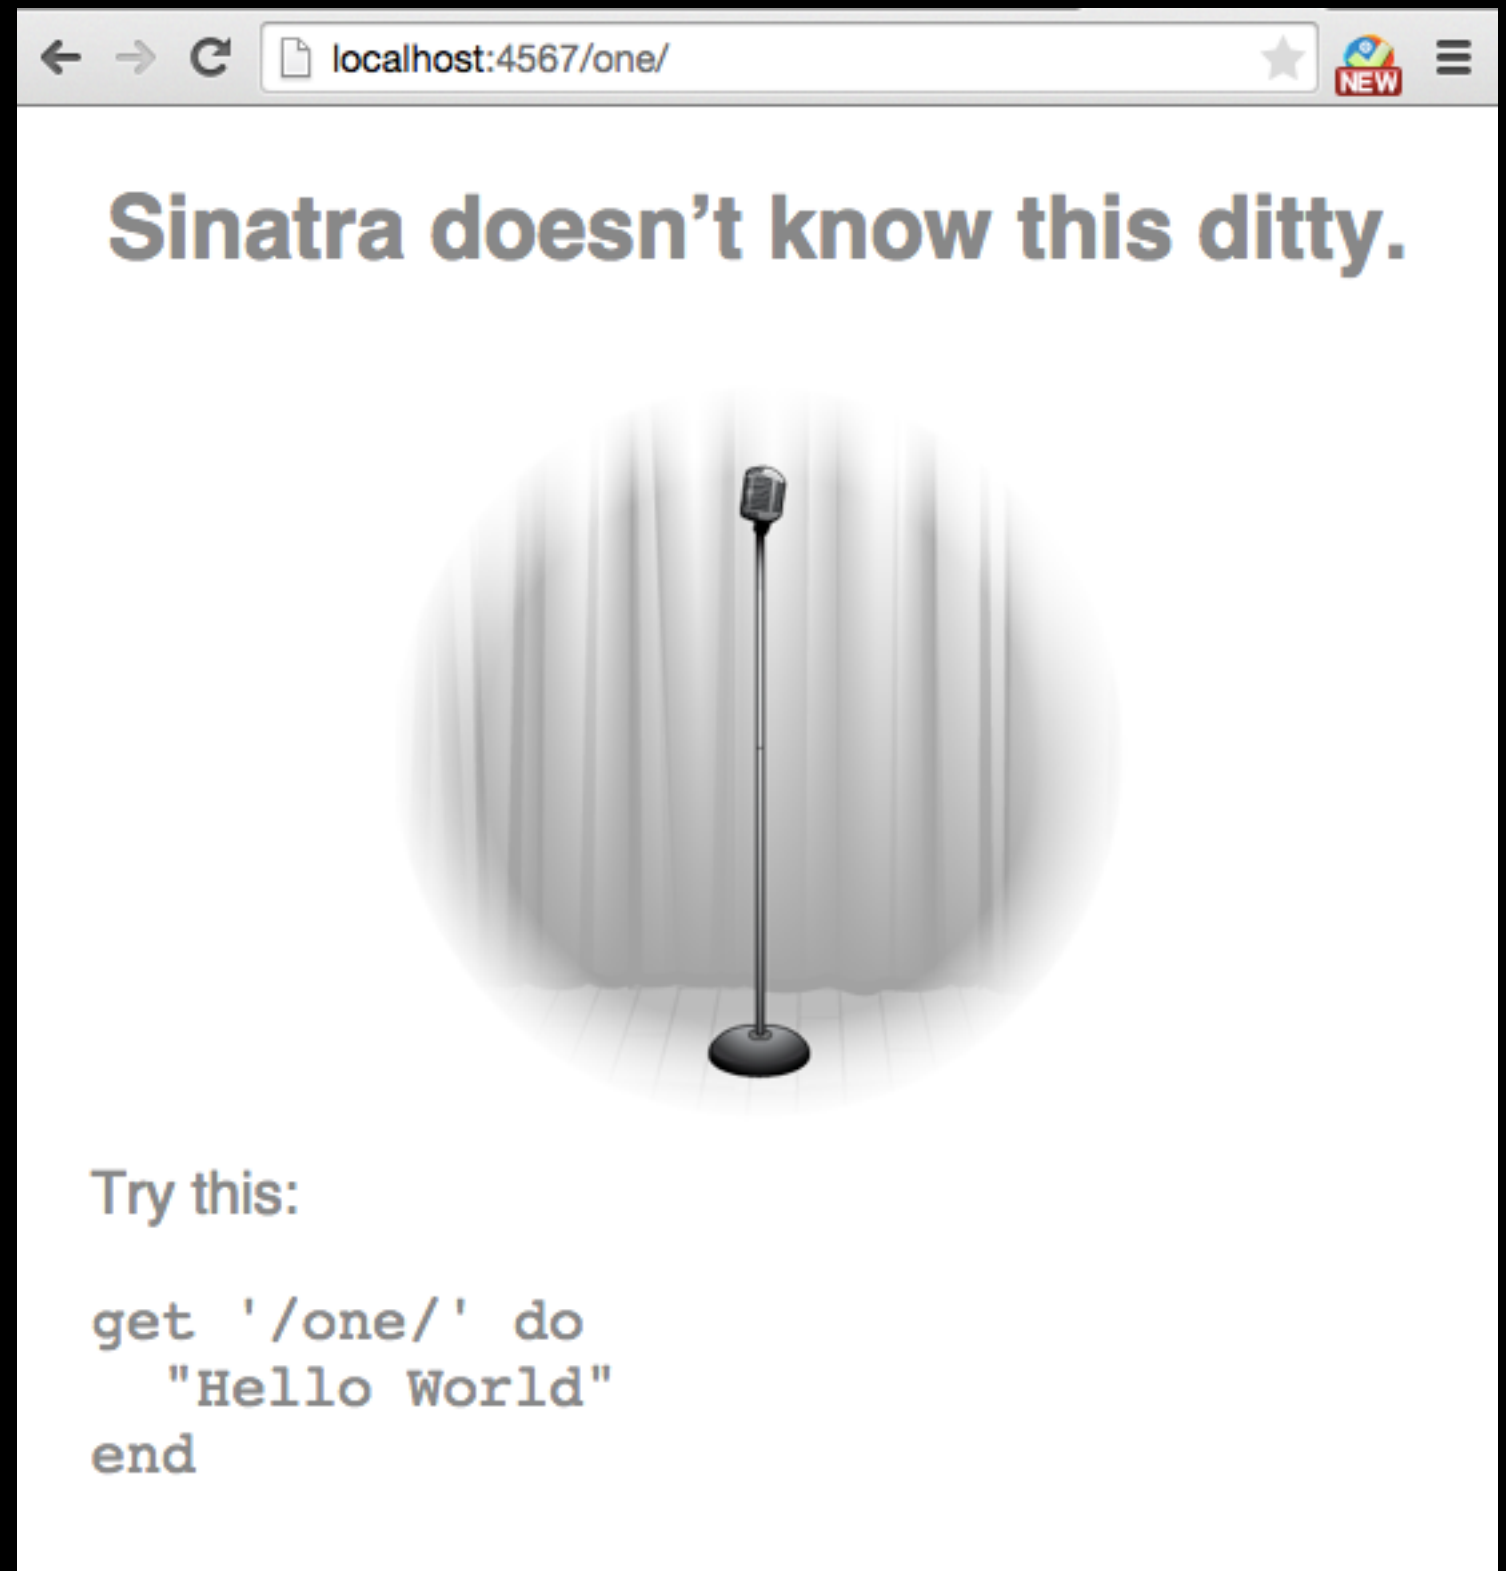 localhost:4567/one/
NEW
Sinatra doesn’t know this ditty.
Try this:
get '/one/' do
  "Hello World"
end